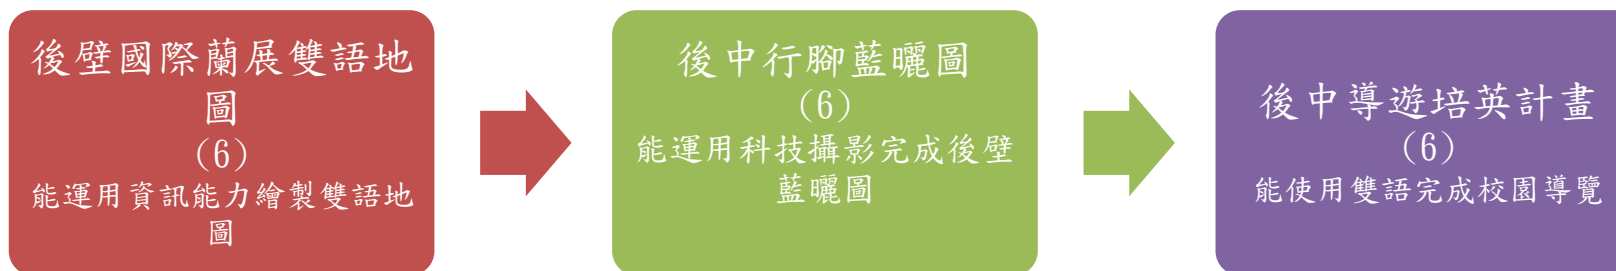 後壁國際蘭展雙語地
圖
(6)
能運用資訊能力繪製雙語地
圖
後中行腳藍曬圖
(6)
能運用科技攝影完成後壁
藍曬圖
後中導遊培英計畫
(6)
能使用雙語完成校園導覽